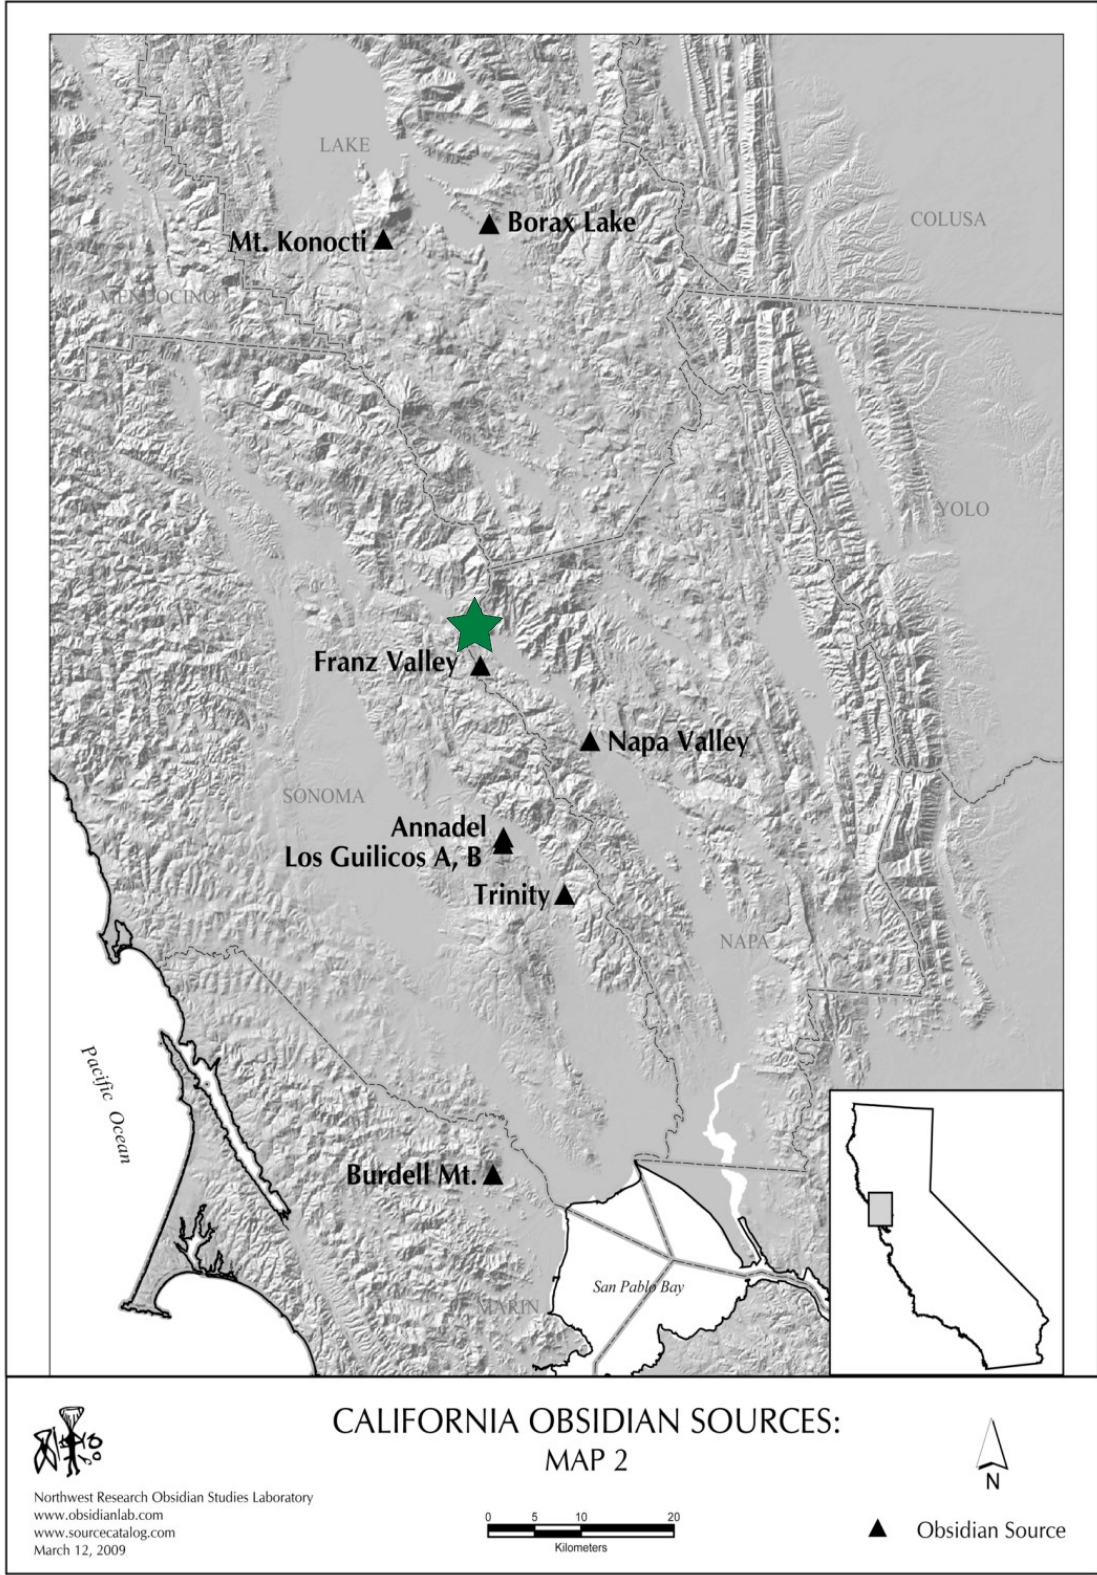 LAKE
COLUSA
Borax Lake
Mt. Konocti
MENDOCINO
YOLO
Franz Valley
Napa Valley
SONOMA
Annadel
Los Guilicos A, B
Trinity
NAPA
Pacific Ocean
Burdell Mt.
San Pablo Bay
MARIN
CALIFORNIA OBSIDIAN SOURCES:
MAP 2
N
Northwest Research Obsidian Studies Laboratory
www.obsidianlab.com
www.sourcecatalog.com
March 12, 2009
0 5 10 20
Kilometers
Obsidian Source